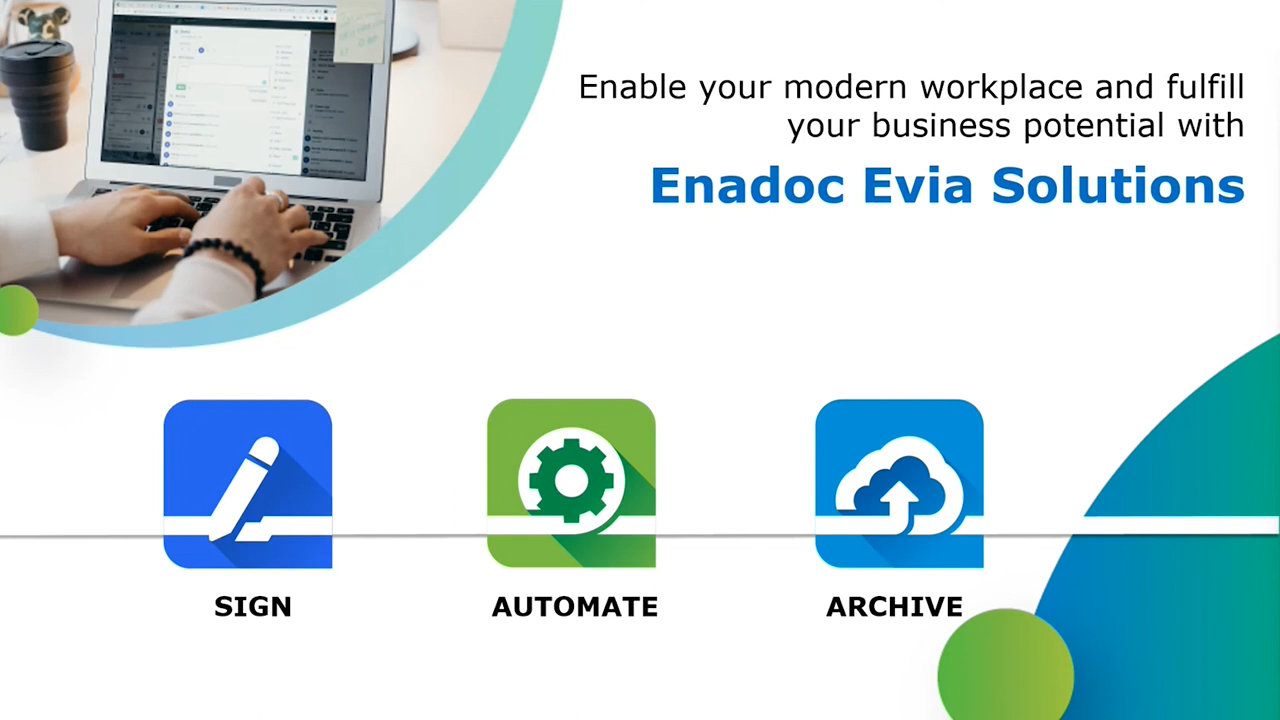 Enable your modern workplace and fulfill
your business potential with
Enadoc Evia Solutions
SIGN
AUTOMATE
ARCHIVE